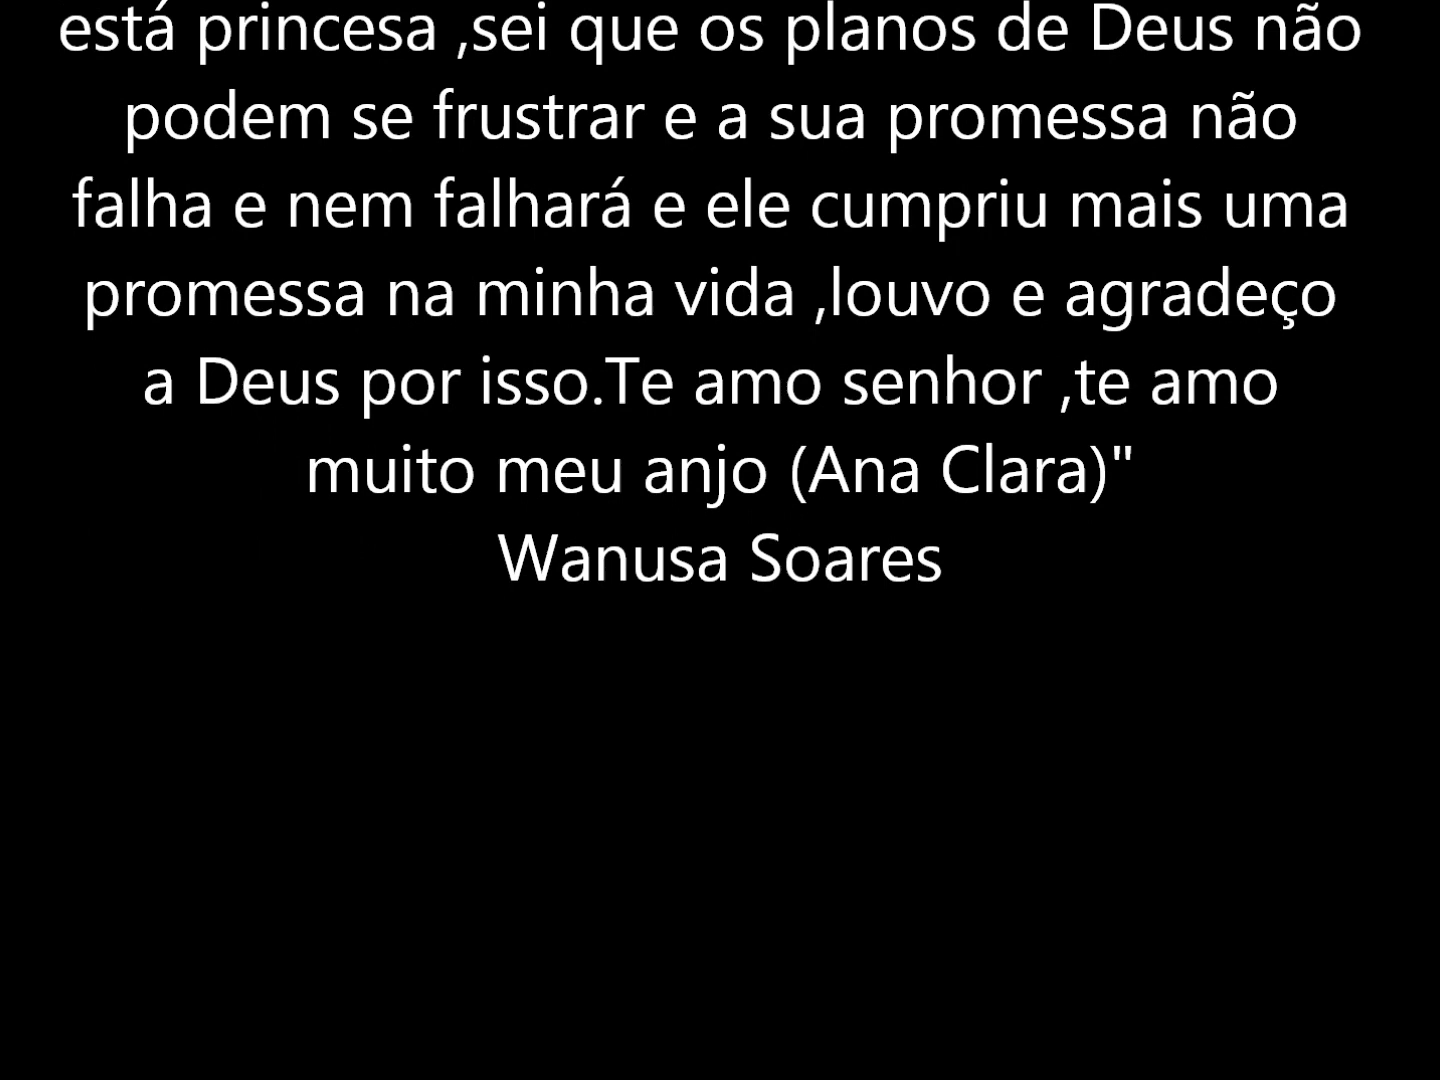 está princesa ,sei que os planos de Deus não
podem se frustrar e a sua promessa não
falha e nem falhará e ele cumpriu mais uma
promessa na minha vida ,louvo e agradeço
a Deus por isso.Te amo senhor ,te amo
muito meu anjo (Ana Clara)"
Wanusa Soares